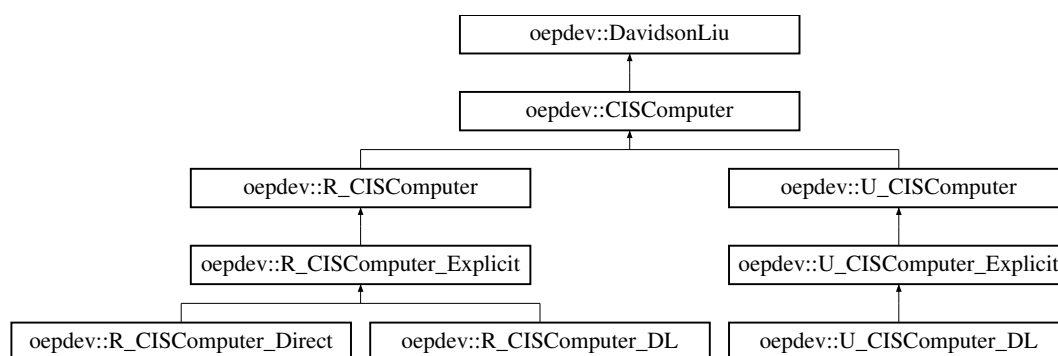 oepdev::DavidsonLiu
oepdev::CISComputer
oepdev::R_CISComputer
oepdev::U_CISComputer
oepdev::R_CISComputer_Explicit
oepdev::U_CISComputer_Explicit
oepdev::R_CISComputer_Direct
oepdev::R_CISComputer_DL
oepdev::U_CISComputer_DL